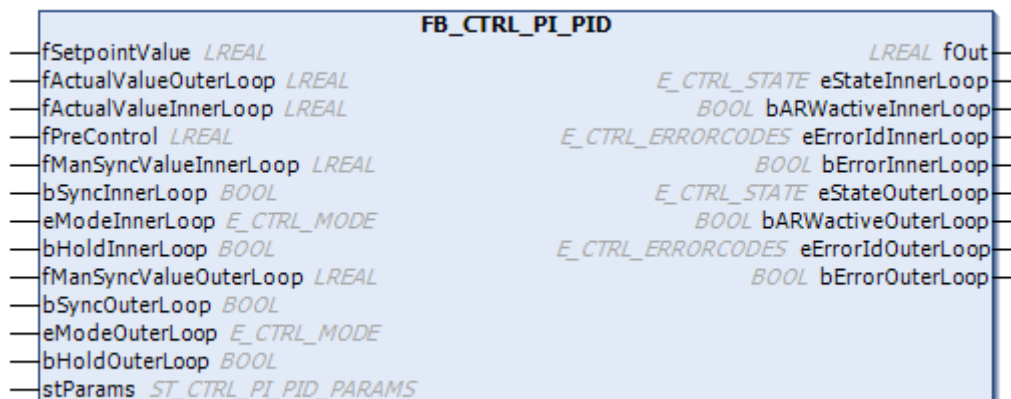 FB_CTRL_PI_PID
fSetpointValue LREAL LREAL fOut
fActualValueOuterLoop LREAL E_CTRL_STATE eStateInnerLoop
fActualValueInnerLoop LREAL BOOL bARWactiveInnerLoop
fPreControl LREAL E_CTRL_ERRORCODES eErrorIdInnerLoop
fManSyncValueInnerLoop LREAL BOOL bErrorInnerLoop
bSyncInnerLoop BOOL E_CTRL_STATE eStateOuterLoop
eModeInnerLoop E_CTRL_MODE BOOL bARWactiveOuterLoop
bHoldInnerLoop BOOL E_CTRL_ERRORCODES eErrorIdOuterLoop
fManSyncValueOuterLoop LREAL BOOL bErrorOuterLoop
bSyncOuterLoop BOOL
eModeOuterLoop E_CTRL_MODE
bHoldOuterLoop BOOL
stParams ST_CTRL_PI_PID_PARAMS